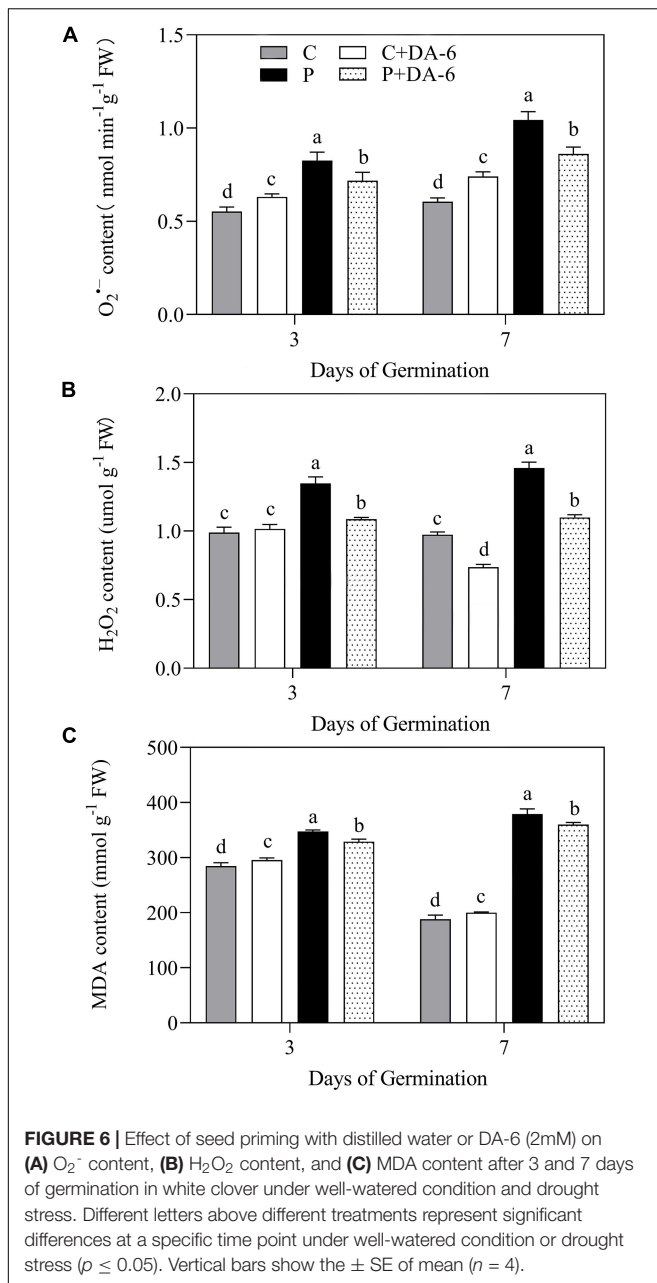 A
C
C+DA-6
P
P+DA-6
O₂•− content( nmol min⁻¹g⁻¹ FW)
1.5
1.0
0.5
0.0
d c a b
d c a b
3 7
Days of Germination
B
H₂O₂ content (umol g⁻¹ FW)
2.0
1.5
1.0
0.5
0.0
c c a b
c d a b
3 7
Days of Germination
C
MDA content (mmol g⁻¹ FW)
500
400
300
200
100
0
d c a b
d c a b
3 7
Days of Germination
FIGURE 6 | Effect of seed priming with distilled water or DA-6 (2mM) on
(A) O₂⁻ content, (B) H₂O₂ content, and (C) MDA content after 3 and 7 days
of germination in white clover under well-watered condition and drought
stress. Different letters above different treatments represent significant
differences at a specific time point under well-watered condition or drought
stress (p ≤ 0.05). Vertical bars show the ± SE of mean (n = 4).